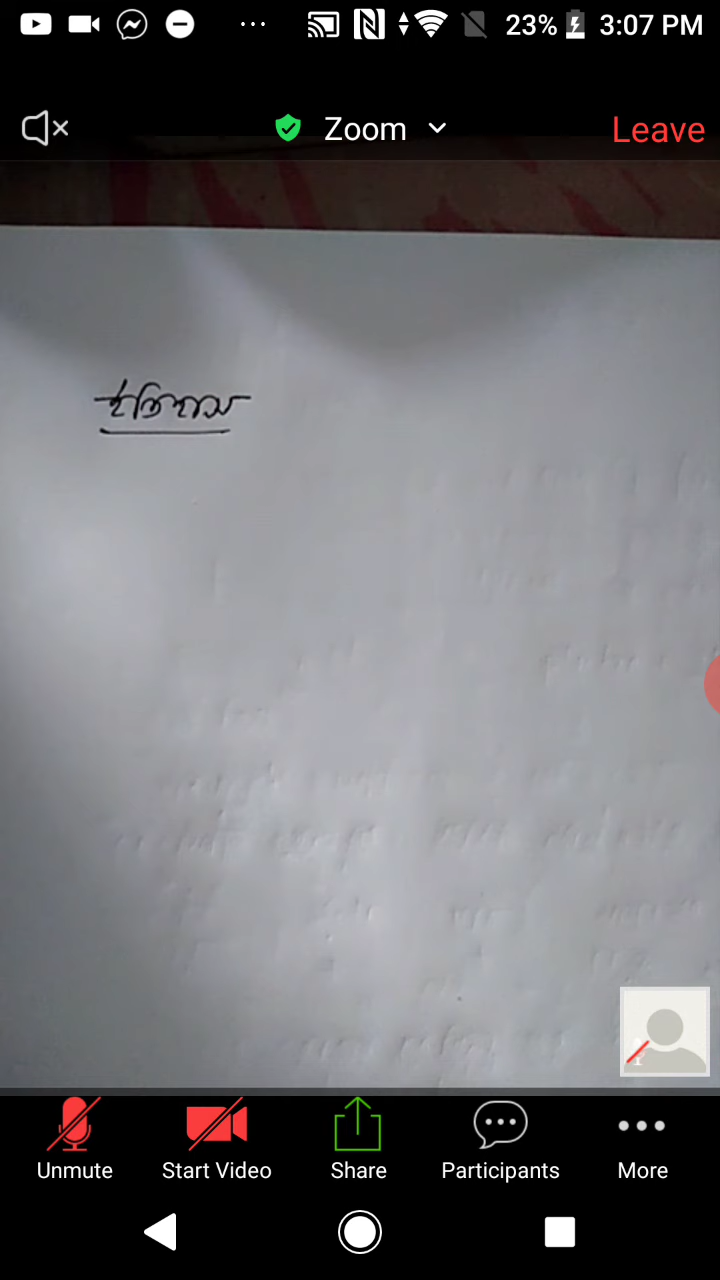 23% 3:07 PM
Zoom Leave
ইতিহাস
Unmute Start Video Share Participants More